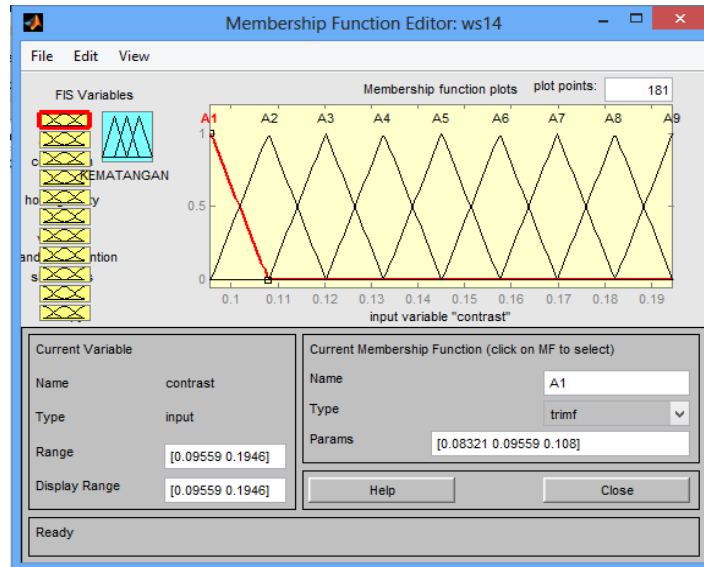 Membership Function Editor: ws14
File Edit View
FIS Variables
Membership function plots plot points: 181
KEMATANGAN
A1 A2 A3 A4 A5 A6 A7 A8 A9
1
0.5
0
0.1 0.11 0.12 0.13 0.14 0.15 0.16 0.17 0.18 0.19
input variable "contrast"
Current Variable
Name contrast
Type input
Range [0.09559 0.1946]
Display Range [0.09559 0.1946]
Current Membership Function (click on MF to select)
Name A1
Type trimf
Params [0.08321 0.09559 0.108]
Help Close
Ready